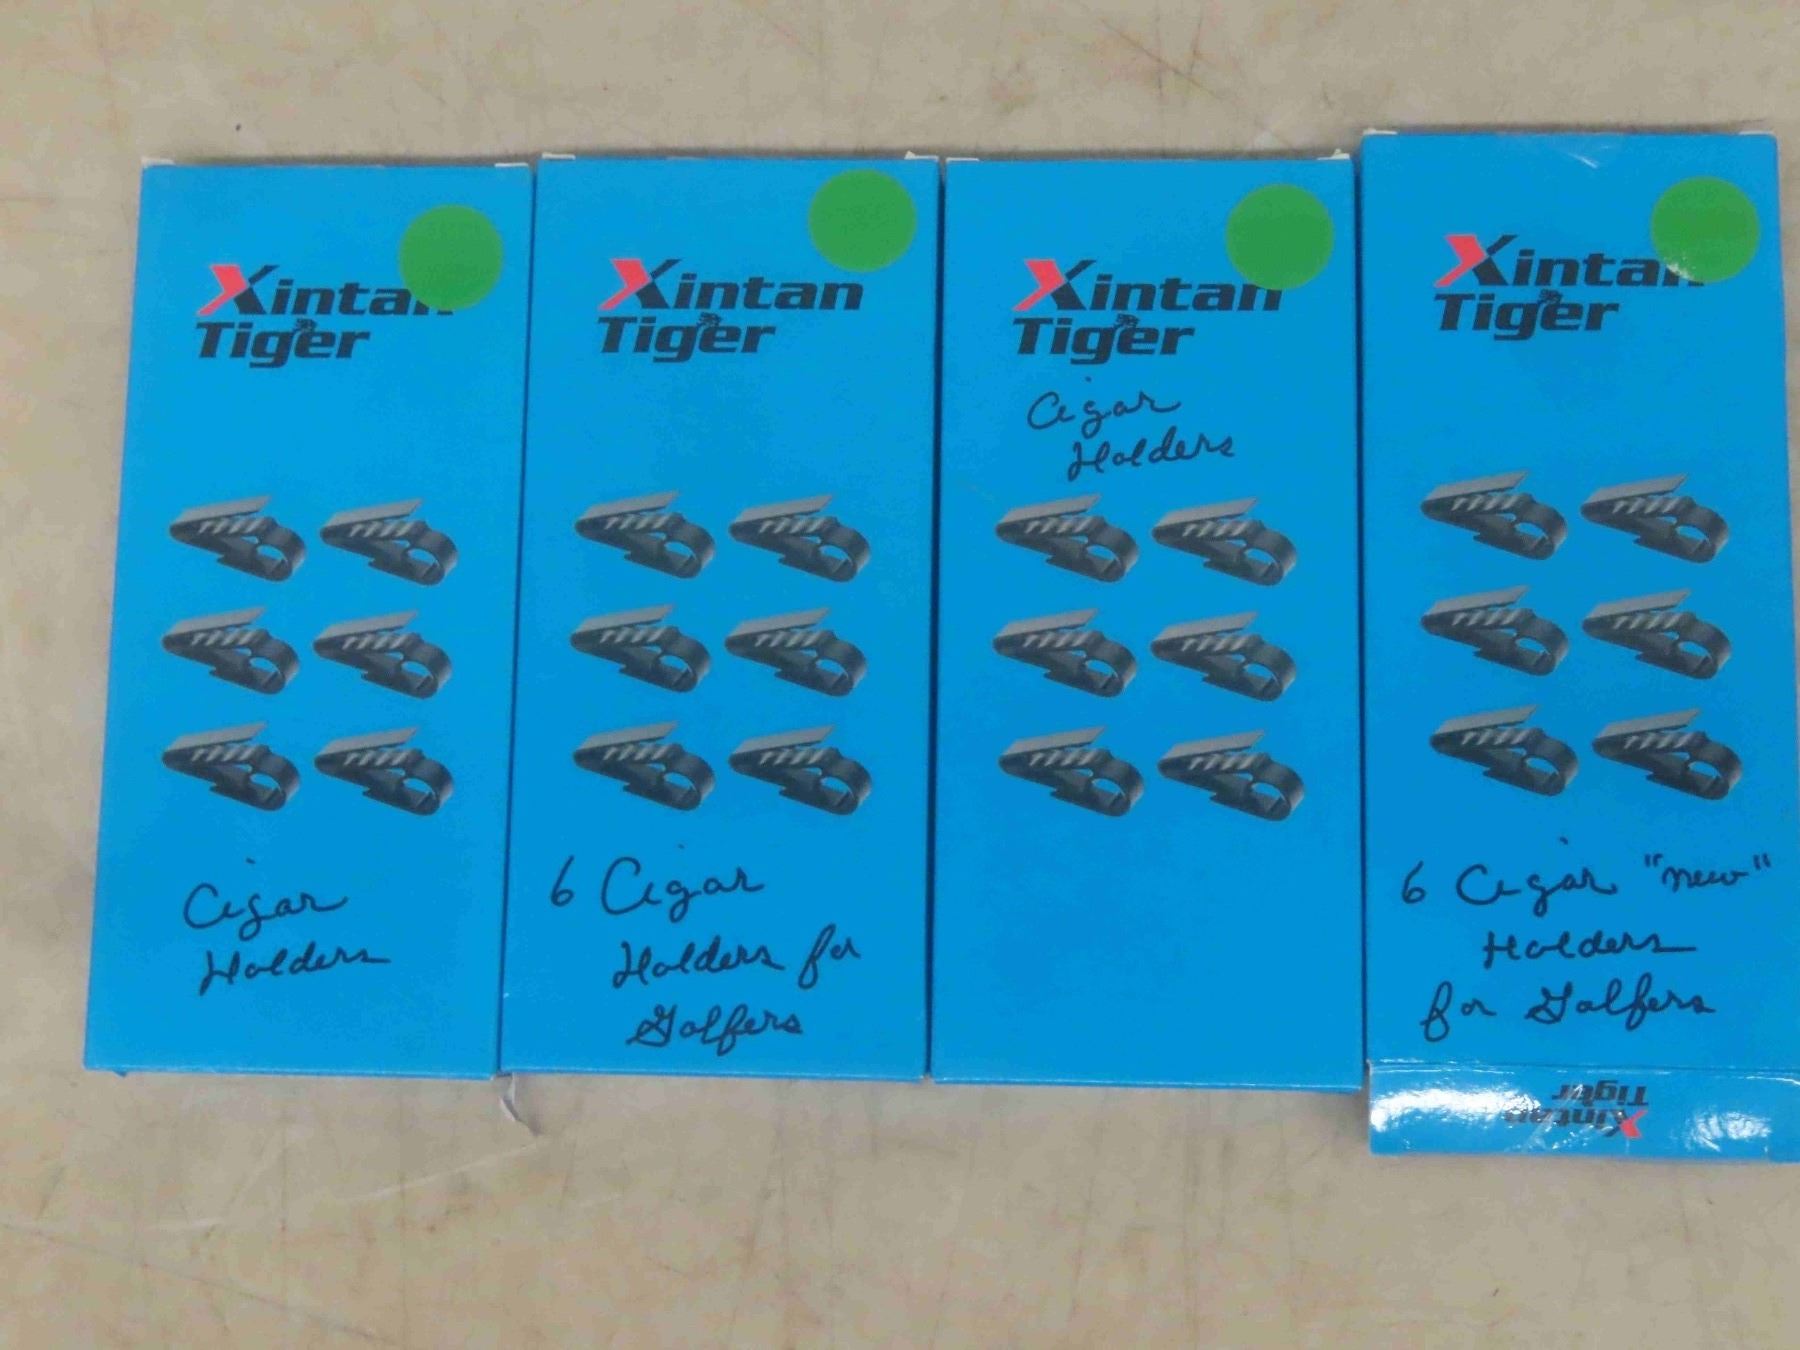 Xintan
Tiger
Cigar
Holders
Xintan
Tiger
6 Cigar
Holders for
Golfers
Xintan
Tiger
Cigar
Holders
Xintan
Tiger
6 Cigar "new"
Holders
for Golfers
Xintan
Tiger